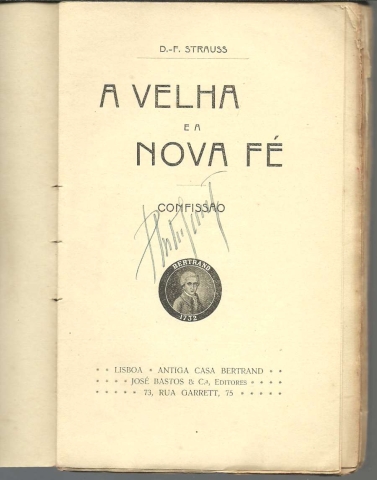 D.-F. STRAUSS
A VELHA
E A
NOVA FÉ
CONFISSÃO
BERTRAND
1732
LISBOA • ANTIGA CASA BERTRAND
JOSÉ BASTOS & C.ª, EDITORES
73, RUA GARRETT, 75